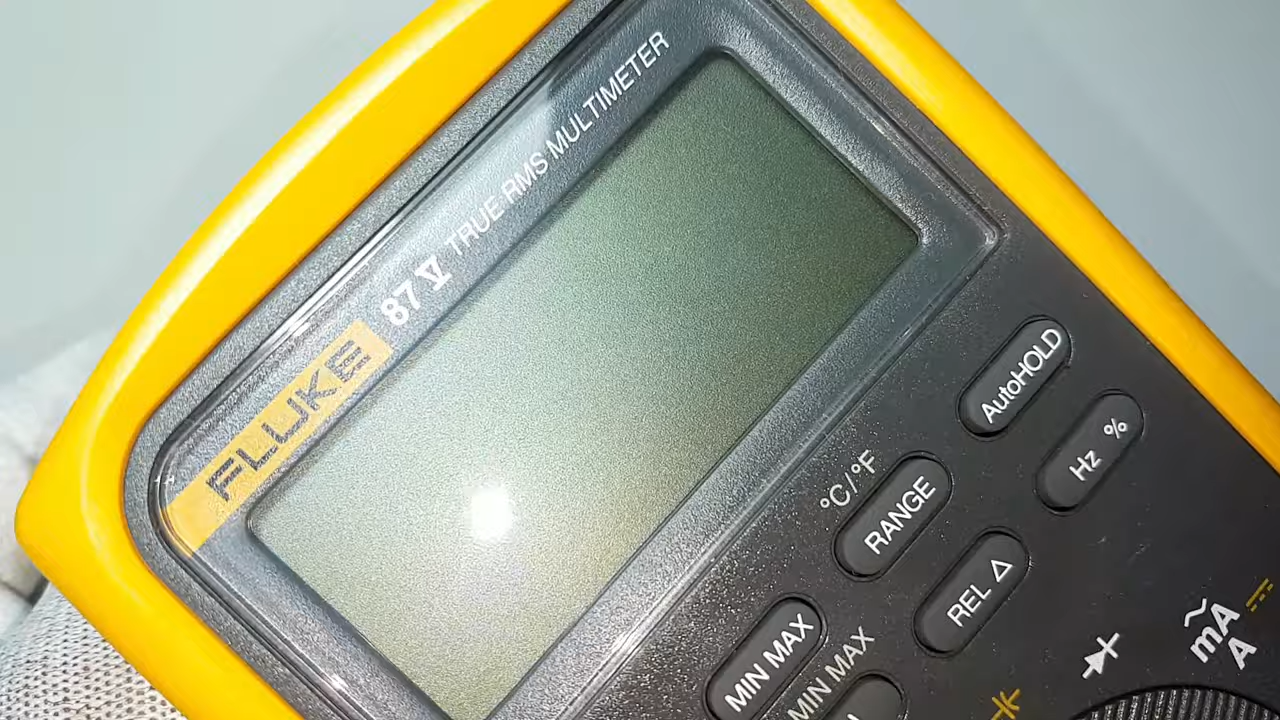 FLUKE 87 V TRUE RMS MULTIMETER
AutoHOLD
Hz %
°C/°F
RANGE
REL Δ
MIN MAX
MIN MAX
mA
A